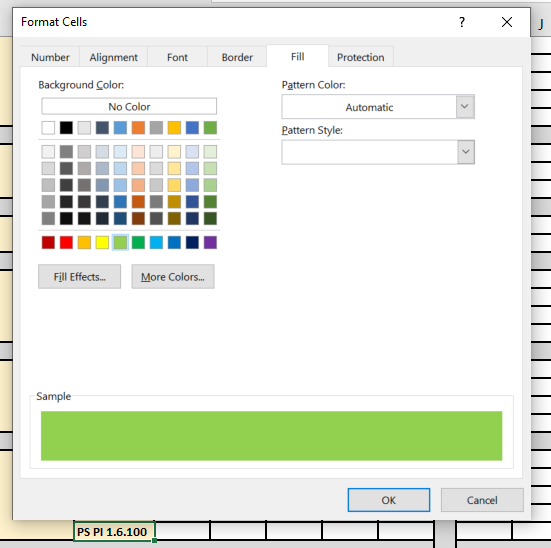 Format Cells
? ×
J
Number Alignment Font Border Fill Protection
Background Color:
Pattern Color:
No Color
Automatic
Pattern Style:
Fill Effects...
More Colors...
Sample
OK
Cancel
PS PI 1.6.100